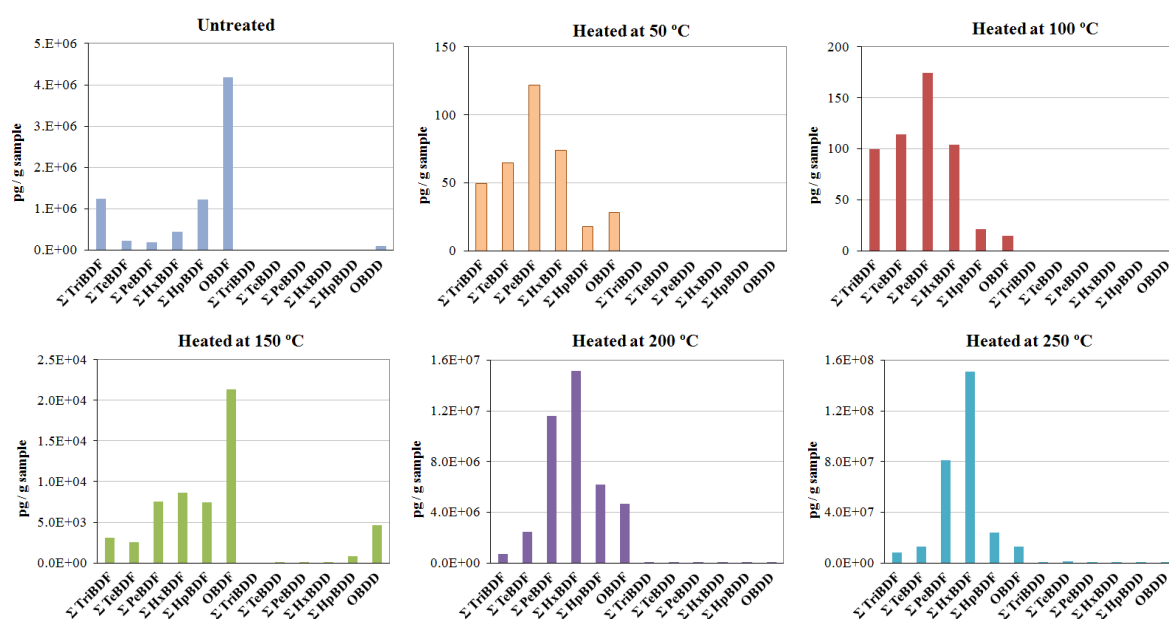 Untreated
pg / g sample
5.E+06
4.E+06
3.E+06
2.E+06
1.E+06
0.E+00
Σ TriBDF
Σ TeBDF
Σ PeBDF
Σ HxBDF
Σ HpBDF
OBDF
Σ TriBDD
Σ TeBDD
Σ PeBDD
Σ HxBDD
Σ HpBDD
OBDD
Heated at 50 ºC
pg / g sample
150
100
50
0
Σ TriBDF
Σ TeBDF
Σ PeBDF
Σ HxBDF
Σ HpBDF
OBDF
Σ TriBDD
Σ TeBDD
Σ PeBDD
Σ HxBDD
Σ HpBDD
OBDD
Heated at 100 ºC
pg / g sample
200
150
100
50
0
Σ TriBDF
Σ TeBDF
Σ PeBDF
Σ HxBDF
Σ HpBDF
OBDF
Σ TriBDD
Σ TeBDD
Σ PeBDD
Σ HxBDD
Σ HpBDD
OBDD
Heated at 150 ºC
pg / g sample
2.5E+04
2.0E+04
1.5E+04
1.0E+04
5.0E+03
0.0E+00
Σ TriBDF
Σ TeBDF
Σ PeBDF
Σ HxBDF
Σ HpBDF
OBDF
Σ TriBDD
Σ TeBDD
Σ PeBDD
Σ HxBDD
Σ HpBDD
OBDD
Heated at 200 ºC
pg / g sample
1.6E+07
1.2E+07
8.0E+06
4.0E+06
0.0E+00
Σ TriBDF
Σ TeBDF
Σ PeBDF
Σ HxBDF
Σ HpBDF
OBDF
Σ TriBDD
Σ TeBDD
Σ PeBDD
Σ HxBDD
Σ HpBDD
OBDD
Heated at 250 ºC
pg / g sample
1.6E+08
1.2E+08
8.0E+07
4.0E+07
0.0E+00
Σ TriBDF
Σ TeBDF
Σ PeBDF
Σ HxBDF
Σ HpBDF
OBDF
Σ TriBDD
Σ TeBDD
Σ PeBDD
Σ HxBDD
Σ HpBDD
OBDD